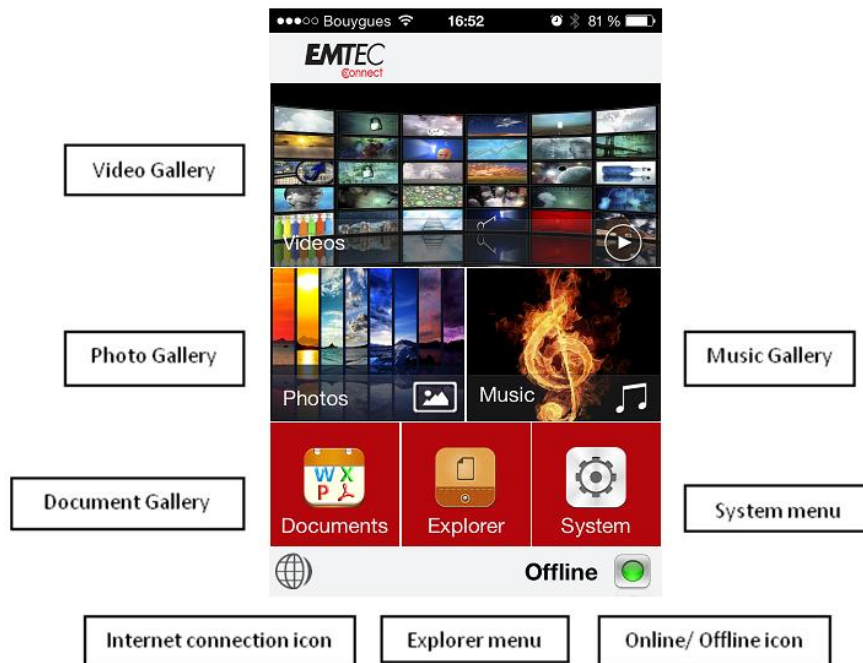 Bouygues 16:52 81 %
EMTEC
Connect
Video Gallery
Videos
Photo Gallery
Photos
Music
Music Gallery
Document Gallery
W X
P
Documents
Explorer
System
System menu
Offline
Internet connection icon
Explorer menu
Online/ Offline icon